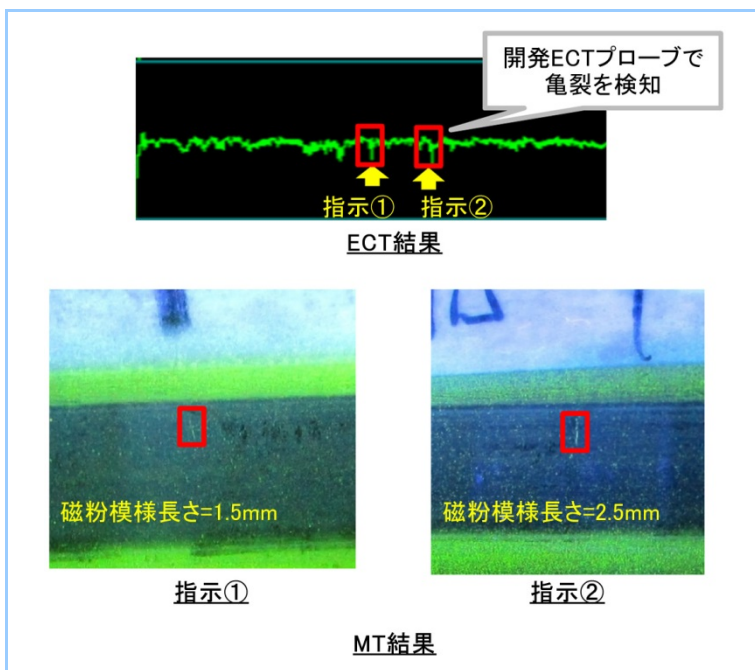 開発ECTプローブで
亀裂を検知
指示① 指示②
ECT結果
磁粉模様長さ=1.5mm
磁粉模様長さ=2.5mm
指示①
指示②
MT結果